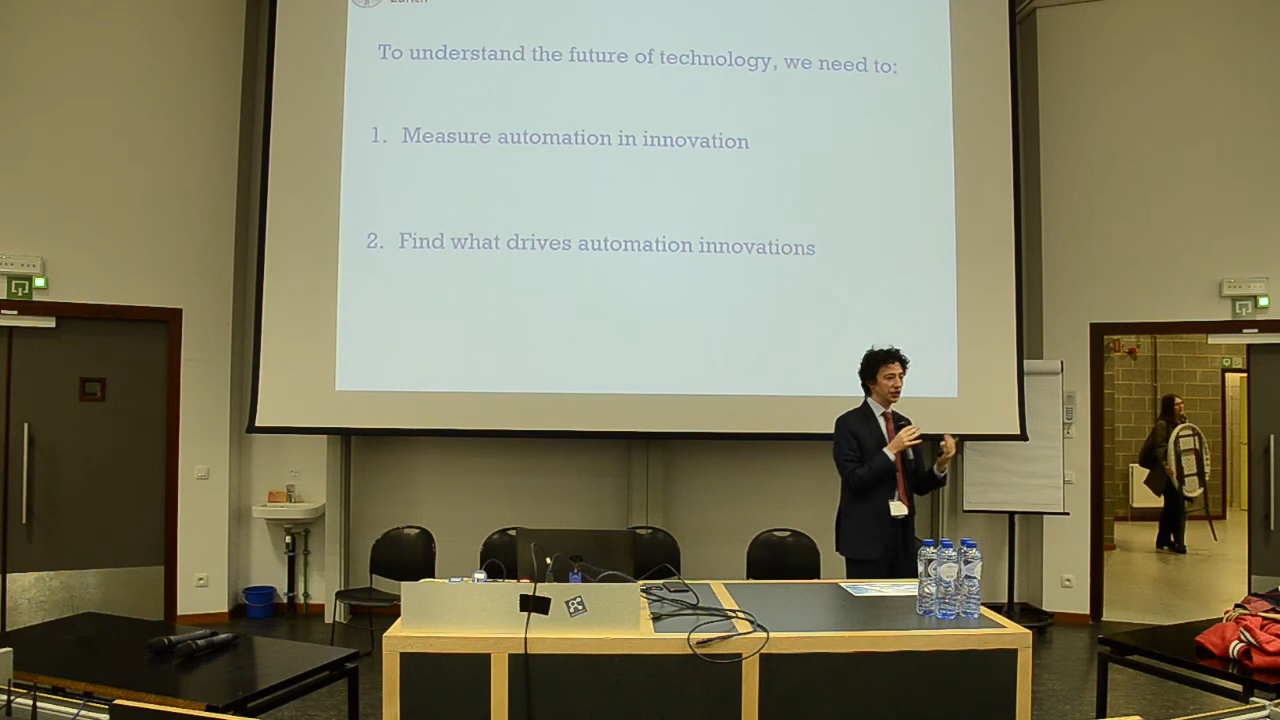 To understand the future of technology, we need to:
1. Measure automation in innovation
2. Find what drives automation innovations